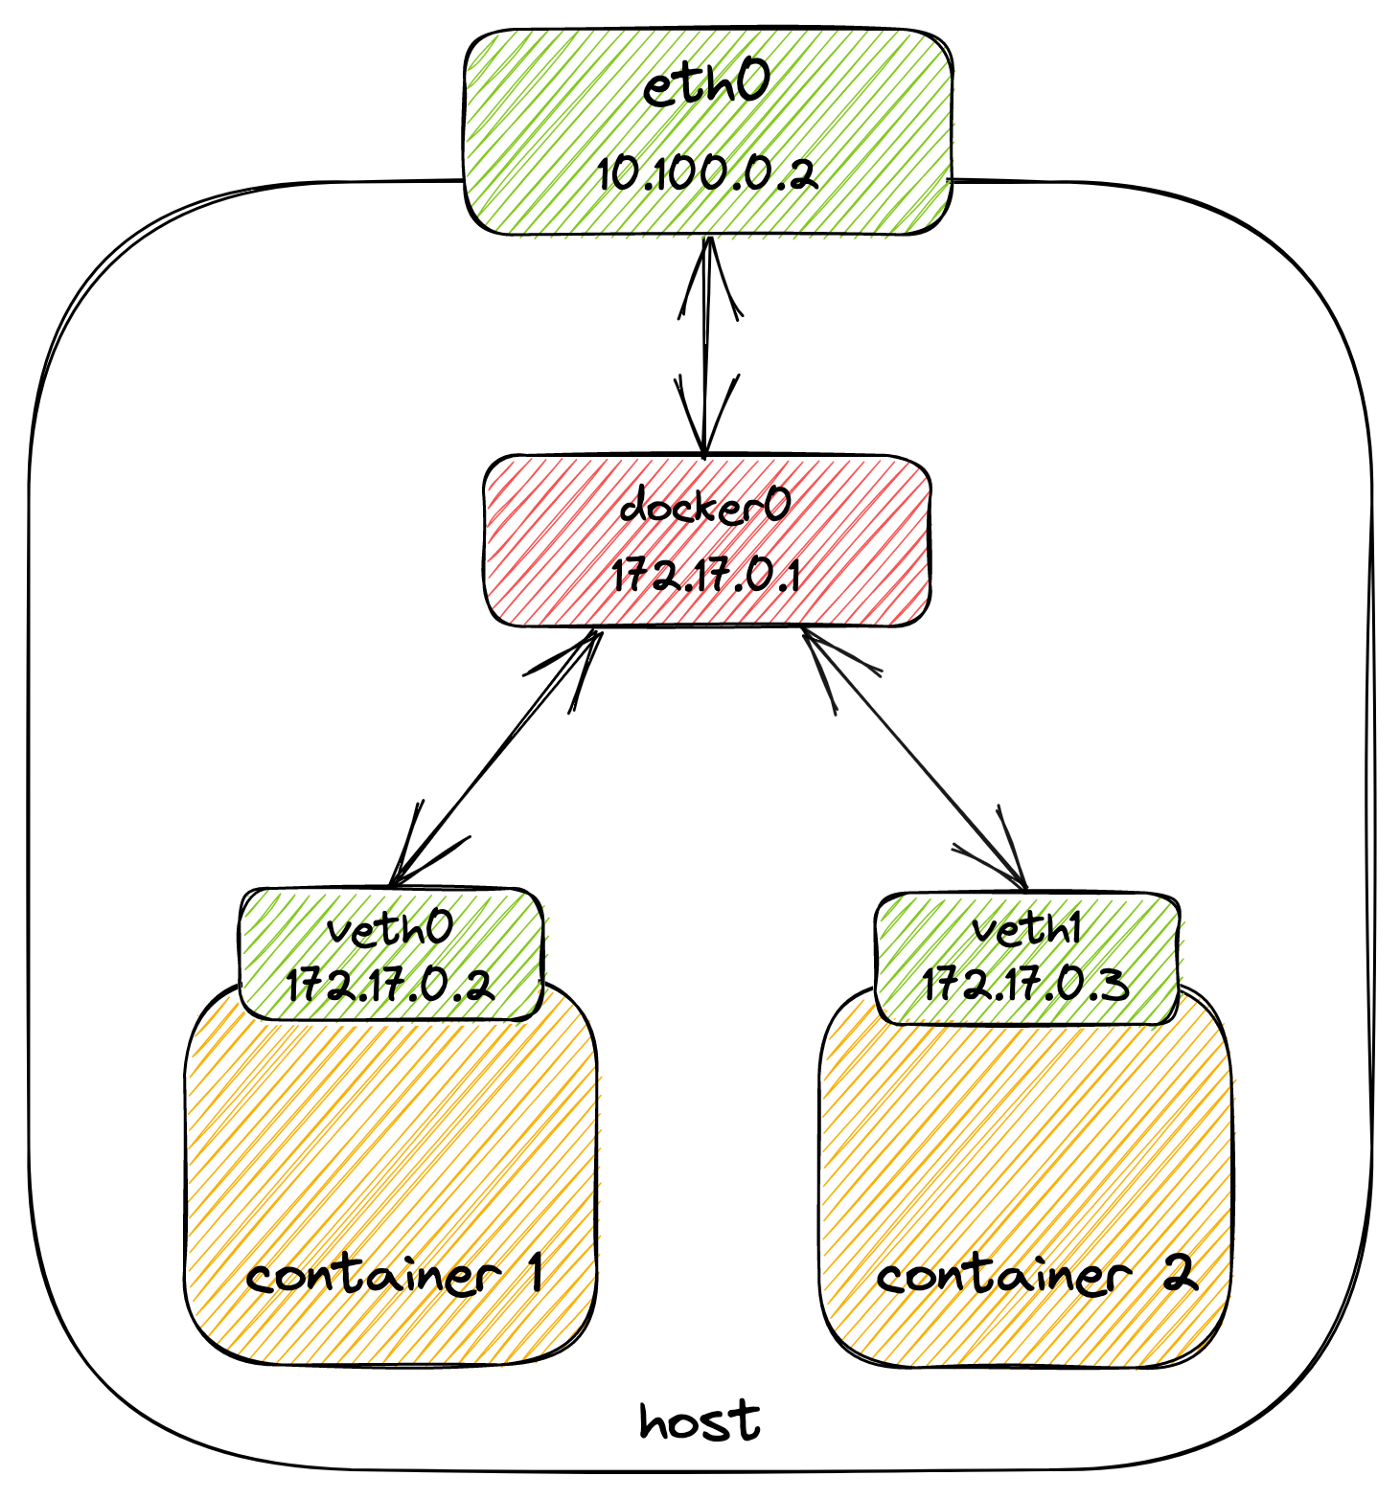 eth0
10.100.0.2
docker0
172.17.0.1
veth0
172.17.0.2
veth1
172.17.0.3
container 1
container 2
host